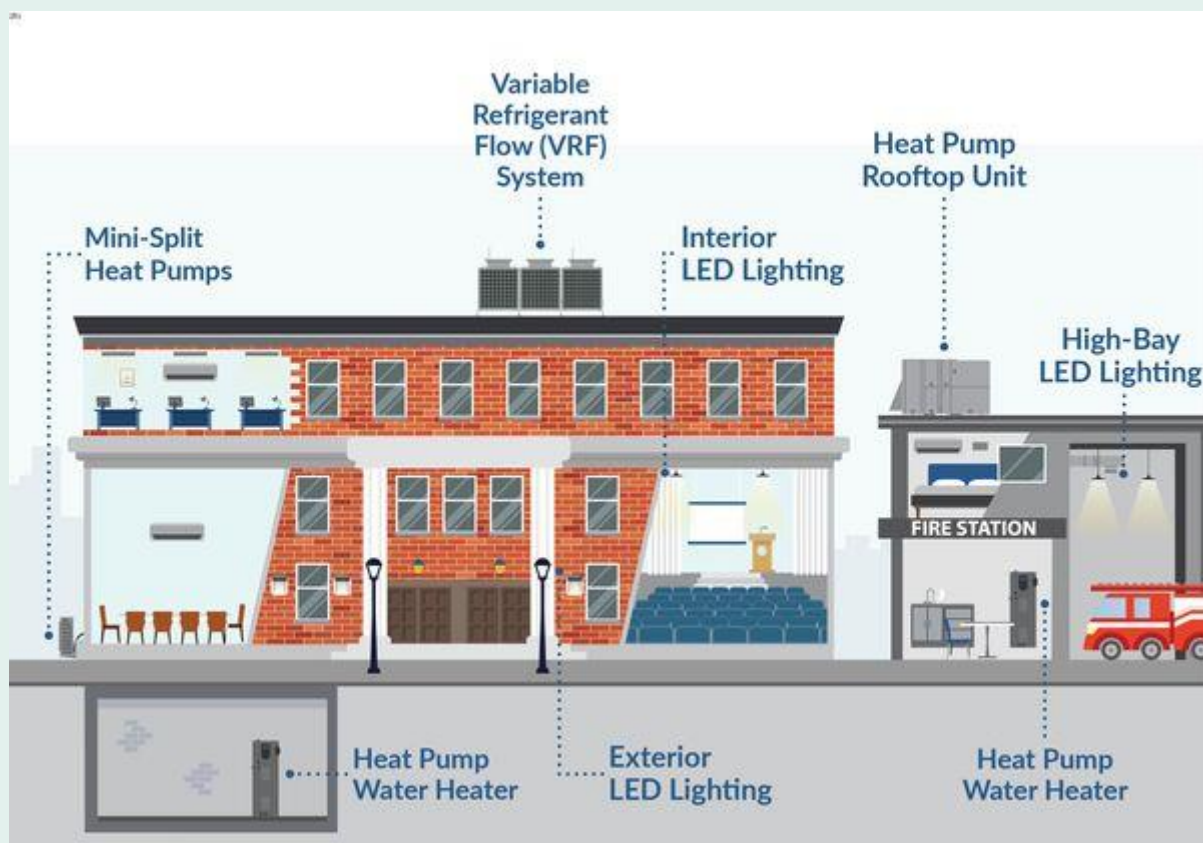 Variable
Refrigerant
Flow (VRF)
System
Heat Pump
Rooftop Unit
Mini-Split
Heat Pumps
Interior
LED Lighting
High-Bay
LED Lighting
FIRE STATION
Heat Pump
Water Heater
Exterior
LED Lighting
Heat Pump
Water Heater